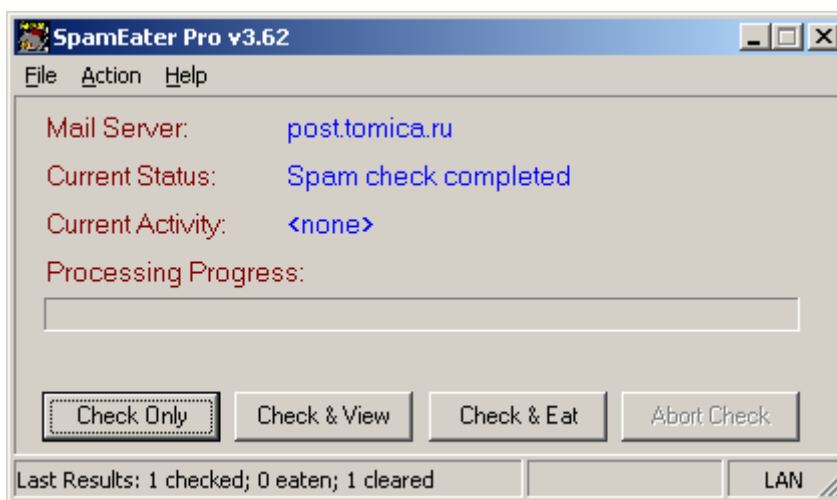 SpamEater Pro v3.62
File Action Help
Mail Server: post.tomica.ru
Current Status: Spam check completed
Current Activity: <none>
Processing Progress:
Check Only Check & View Check & Eat Abort Check
Last Results: 1 checked; 0 eaten; 1 cleared LAN